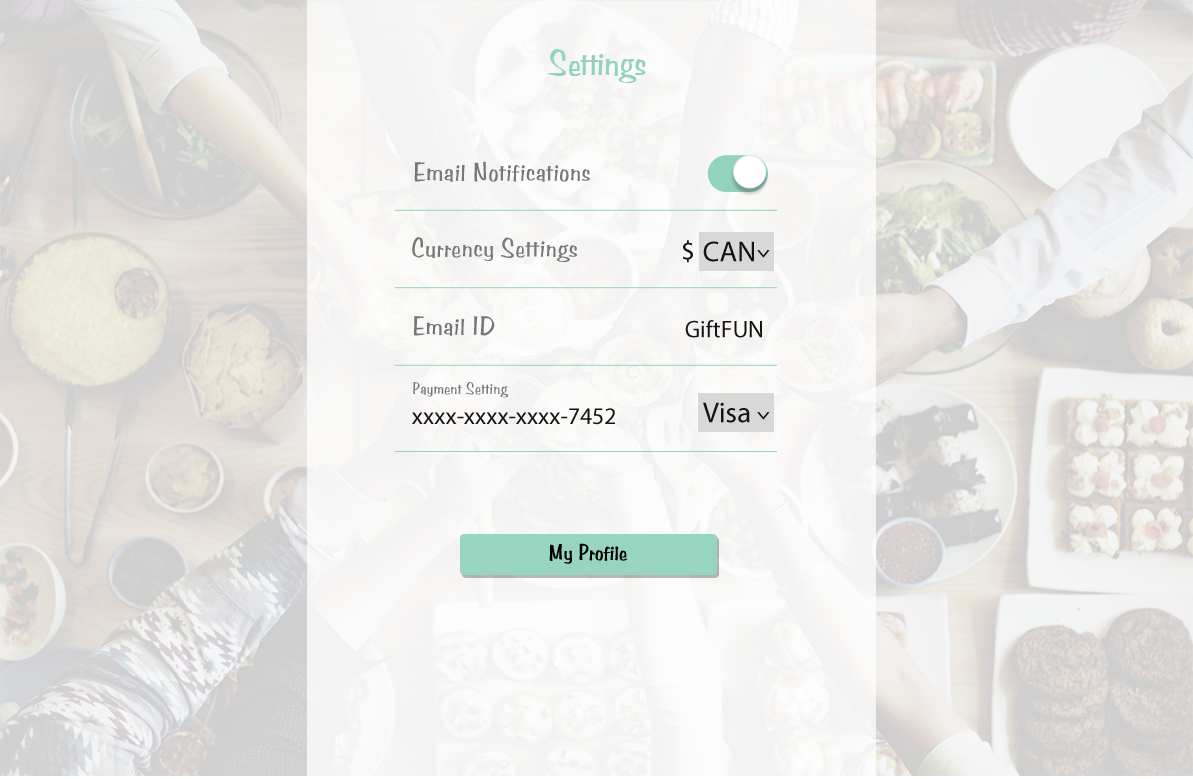 Settings
Email Notifications
Currency Settings $ CAN
Email ID GiftFUN
Payment Setting
xxxx-xxxx-xxxx-7452 Visa
My Profile